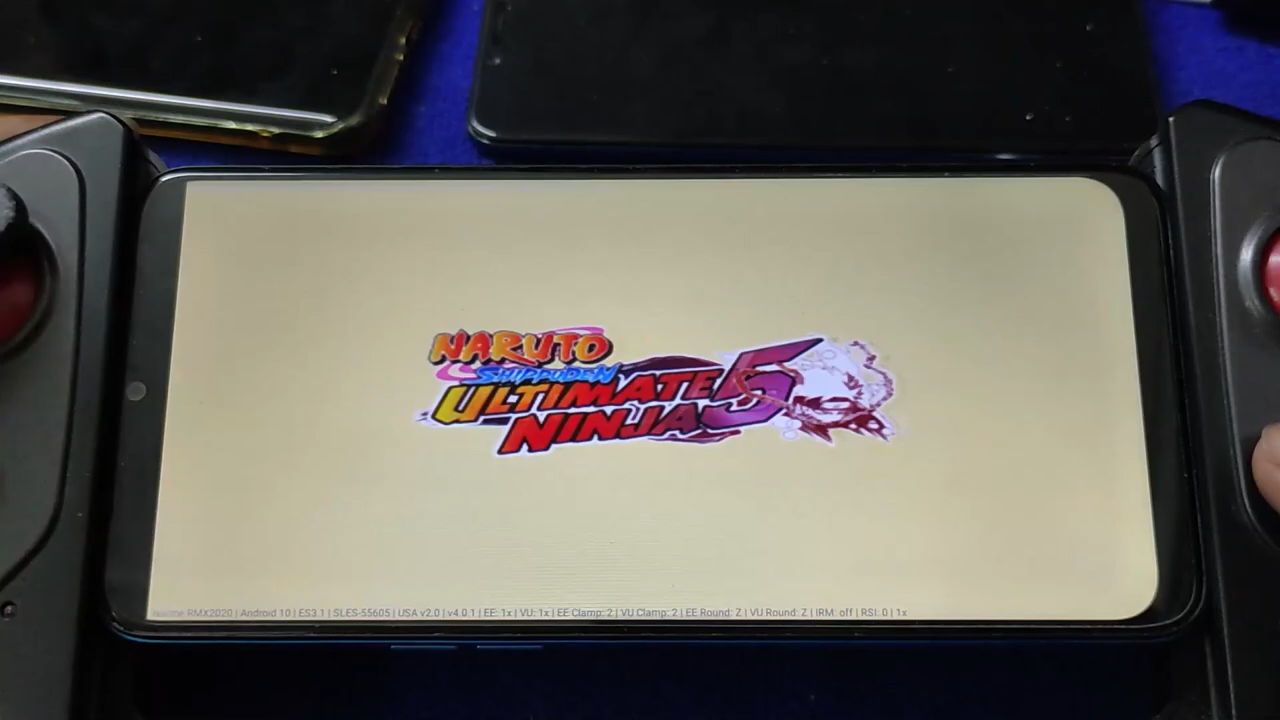 NARUTO
SHIPPUDEN
ULTIMATE
NINJA 5
realme RMX2020 | Android 10 | ES3.1 | SLES-55605 | USA v2.0 | v4.0.1 | EE: 1x | VU: 1x | EE Clamp: 2 | VU Clamp: 2 | EE Round: Z | VU Round: Z | IRM: off | RSI: 0 | 1x